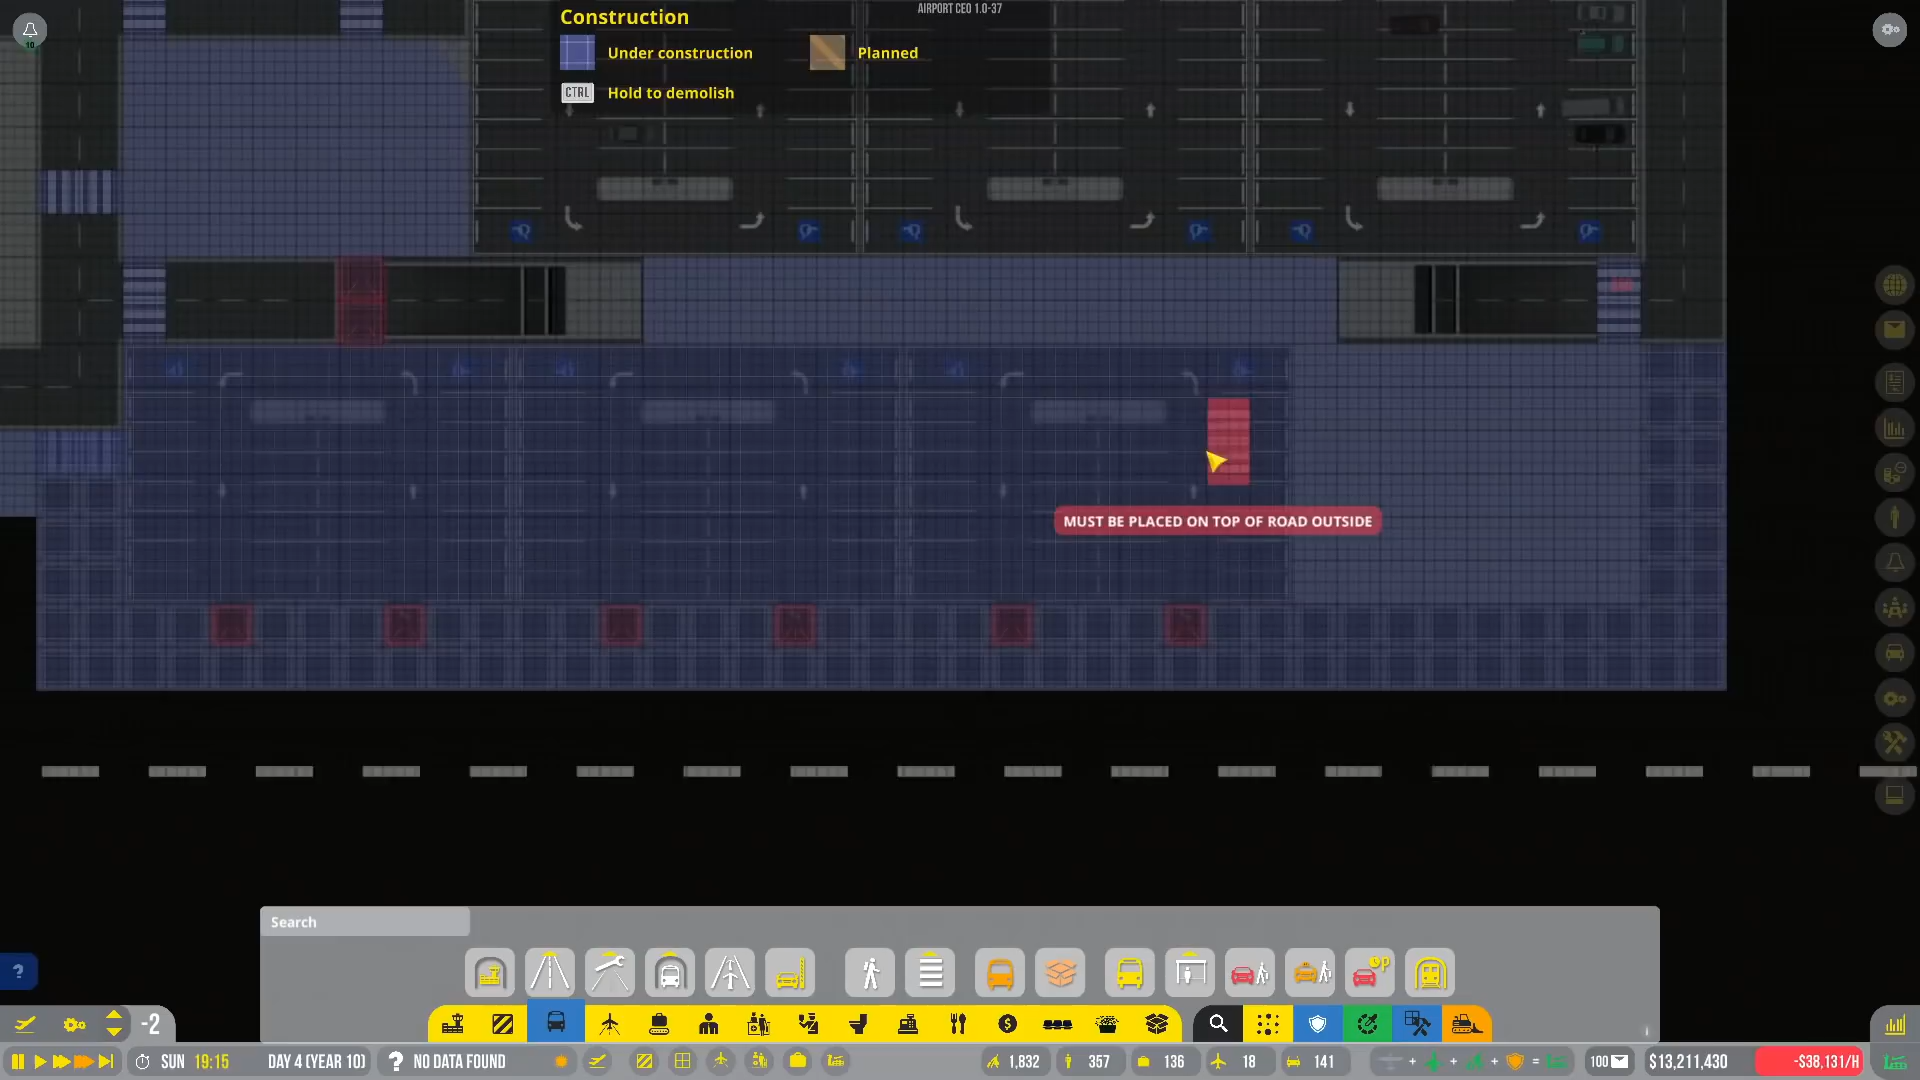 AIRPORT CEO 1.0-37
Construction
Under construction
Planned
CTRL Hold to demolish
10
MUST BE PLACED ON TOP OF ROAD OUTSIDE
Search
P
$
?
-2
i
SUN 19:15
DAY 4 (YEAR 10)
? NO DATA FOUND
1,832
357
136
18
141
+ + + =
100
$13,211,430
-$38,131/H